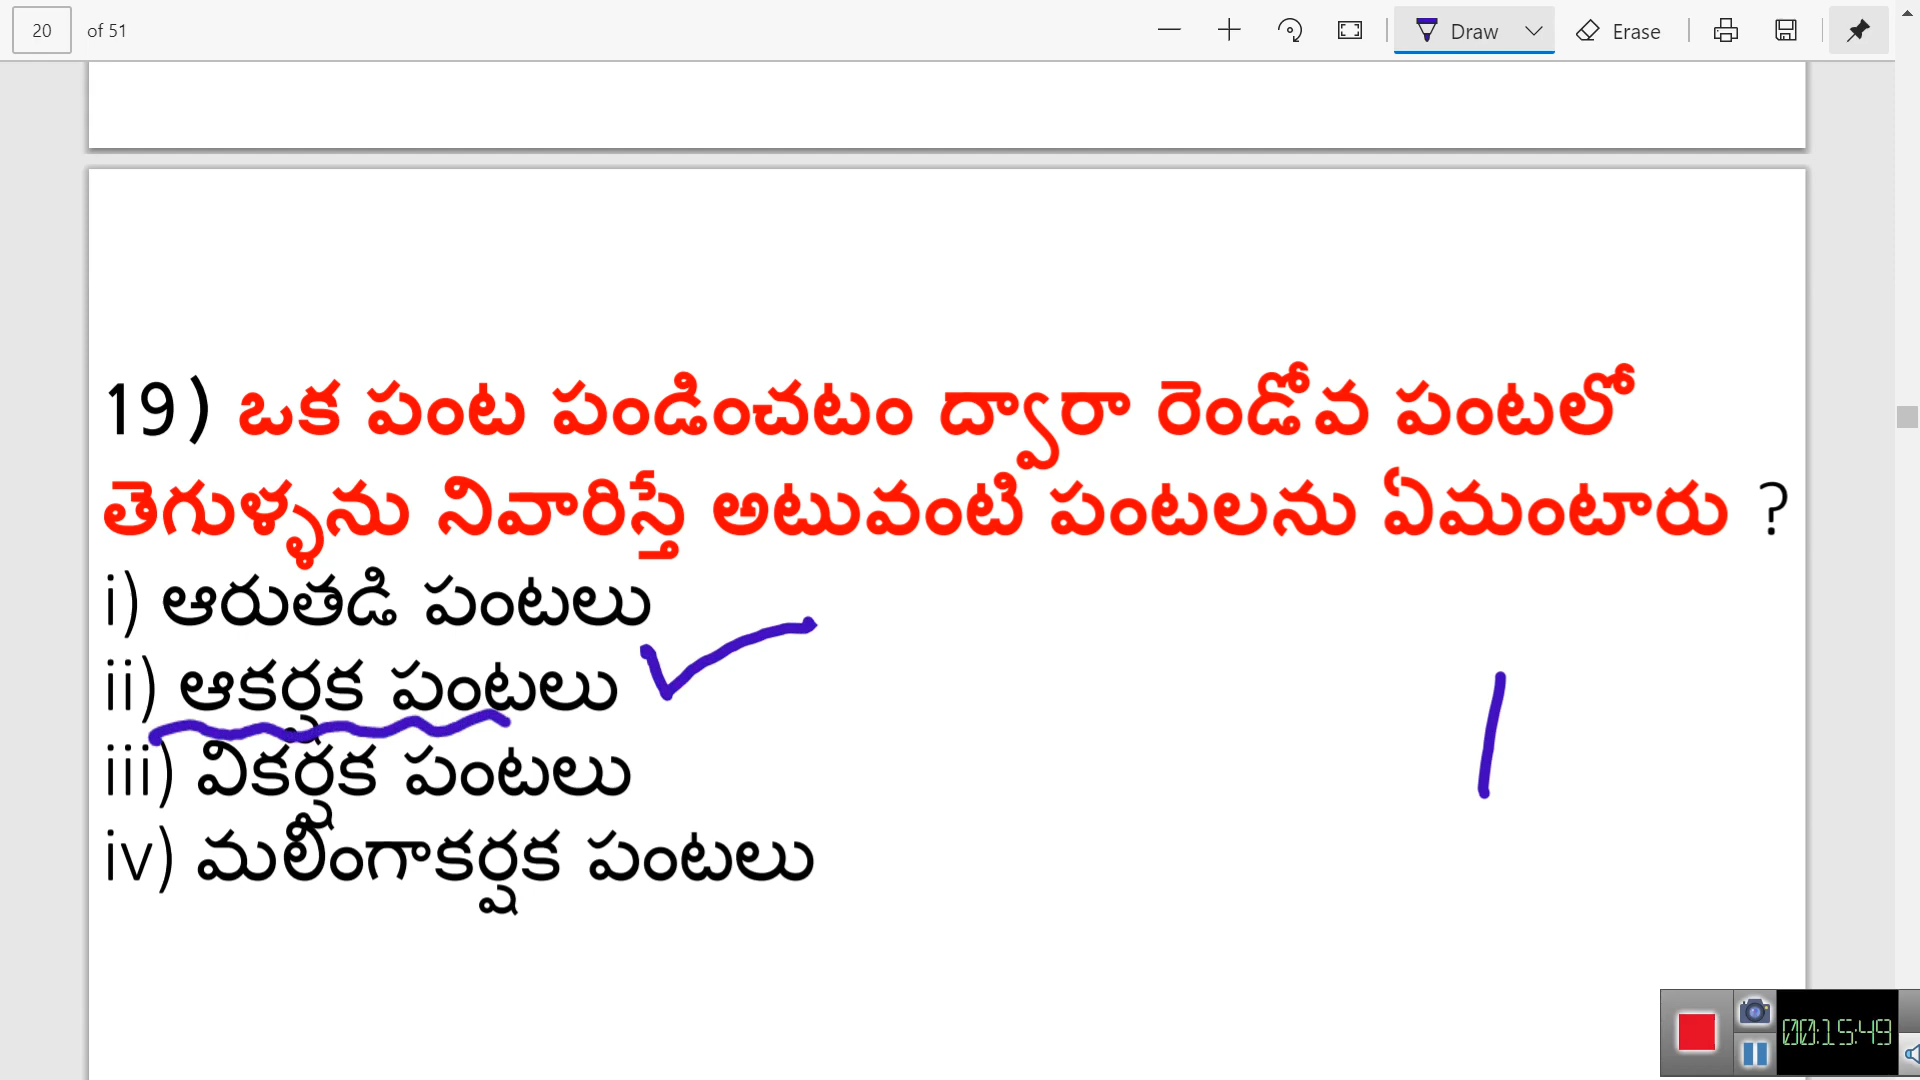 20 of 51
Draw
Erase
19) ఒక పంట పండించటం ద్వారా రెండోవ పంటలో
తెగుళ్ళను నివారిస్తే అటువంటి పంటలను ఏమంటారు ?
i) ఆరుతడి పంటలు
ii) ఆకర్షక పంటలు
iii) వికర్షక పంటలు
iv) మలింగాకర్షక పంటలు
00:15:49